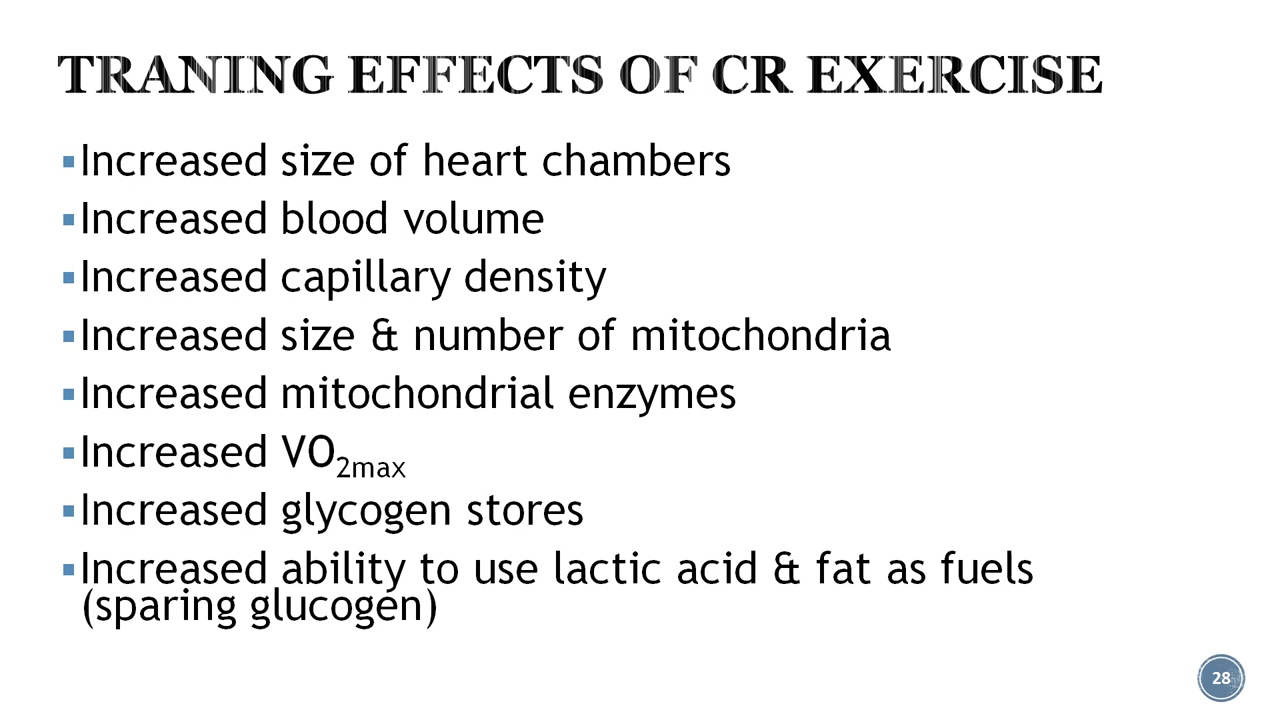 TRANING EFFECTS OF CR EXERCISE
▪Increased size of heart chambers
▪Increased blood volume
▪Increased capillary density
▪Increased size & number of mitochondria
▪Increased mitochondrial enzymes
▪Increased VO2max
▪Increased glycogen stores
▪Increased ability to use lactic acid & fat as fuels
(sparing glucogen)
28